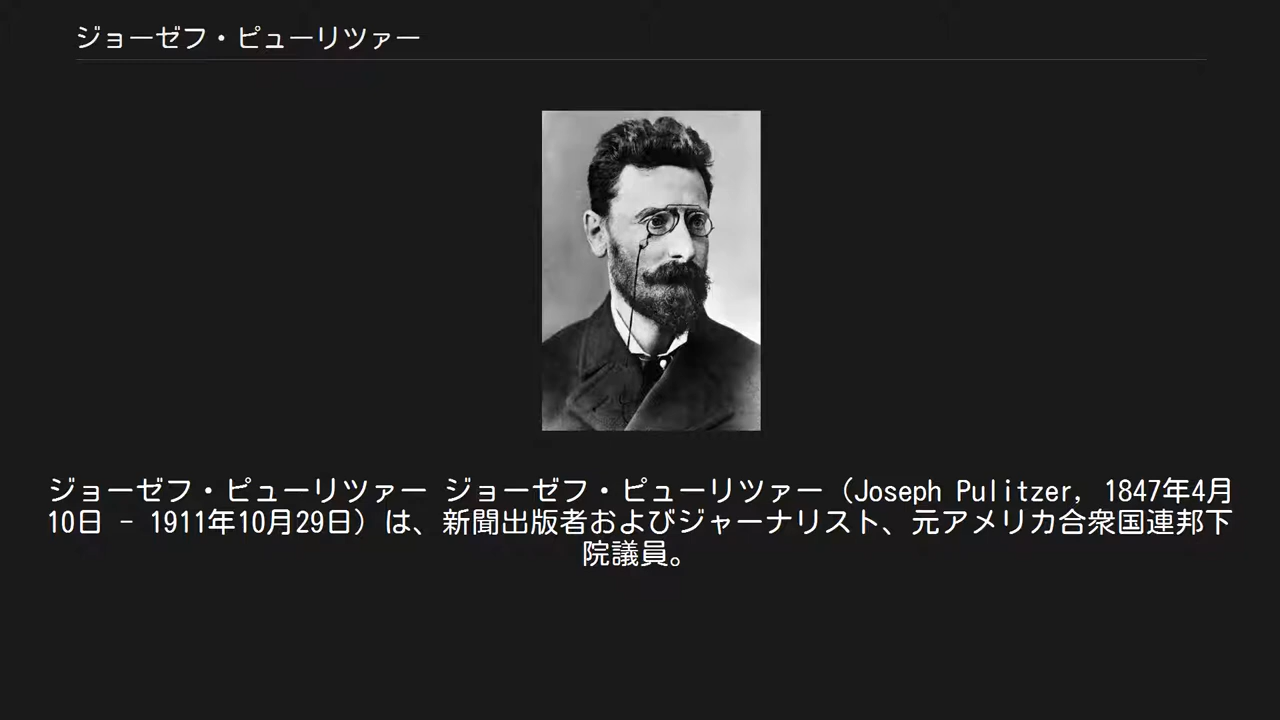 ジョーゼフ・ピューリツァー
ジョーゼフ・ピューリツァー ジョーゼフ・ピューリツァー（Joseph Pulitzer, 1847年4月
10日 - 1911年10月29日）は、新聞出版者およびジャーナリスト、元アメリカ合衆国連邦下
院議員。